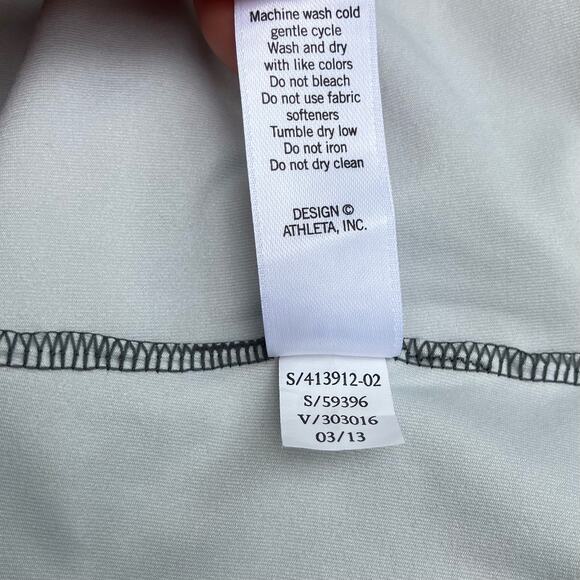 Machine wash cold
gentle cycle
Wash and dry
with like colors
Do not bleach
Do not use fabric
softeners
Tumble dry low
Do not iron
Do not dry clean
DESIGN ©
ATHLETA, INC.
S/413912-02
S/59396
V/303016
03/13